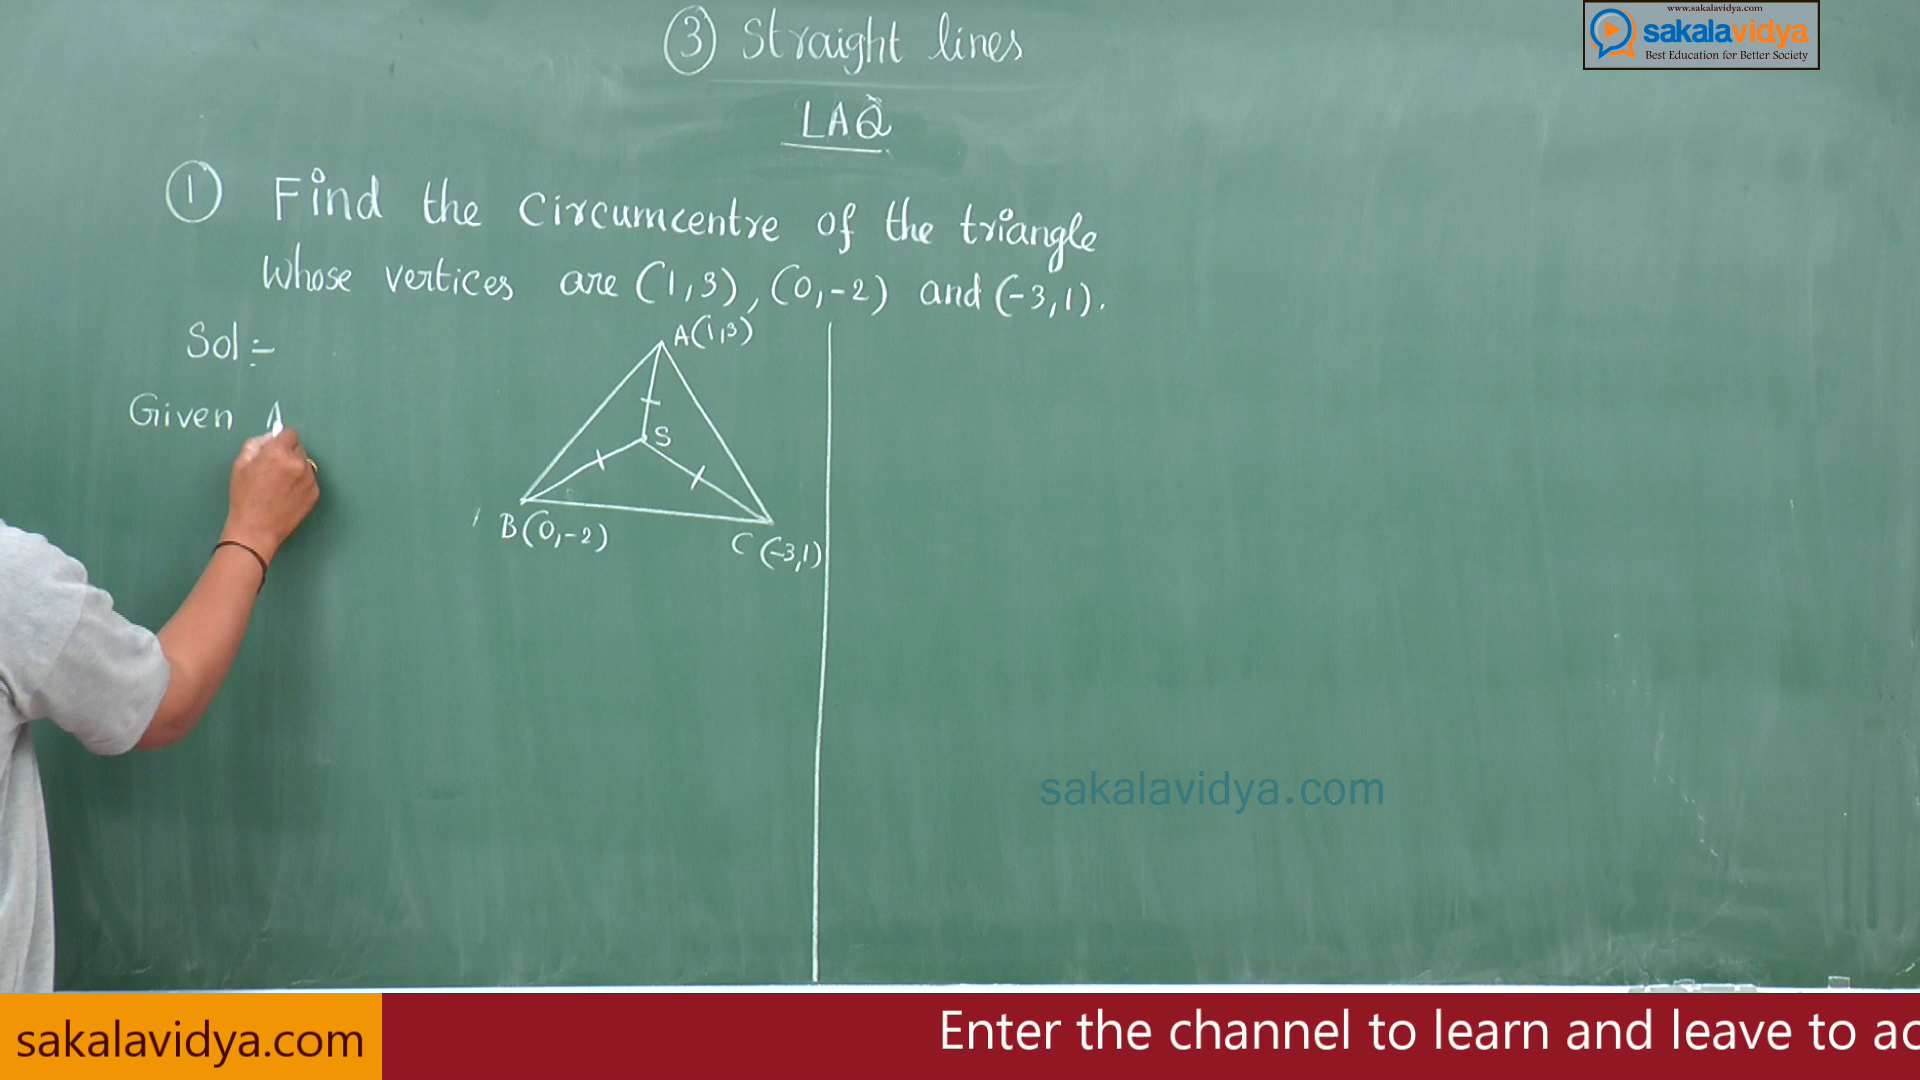 ③ Straight lines
LAQ
① Find the Circumcentre of the triangle
Whose vertices are (1,3), (0,-2) and (-3,1).
Sol:-
Given A
A(1,3)
S
B(0,-2)
C(-3,1)
www.sakalavidya.com
sakalavidya
Best Education for Better Society
sakalavidya.com
sakalavidya.com
Enter the channel to learn and leave to ac